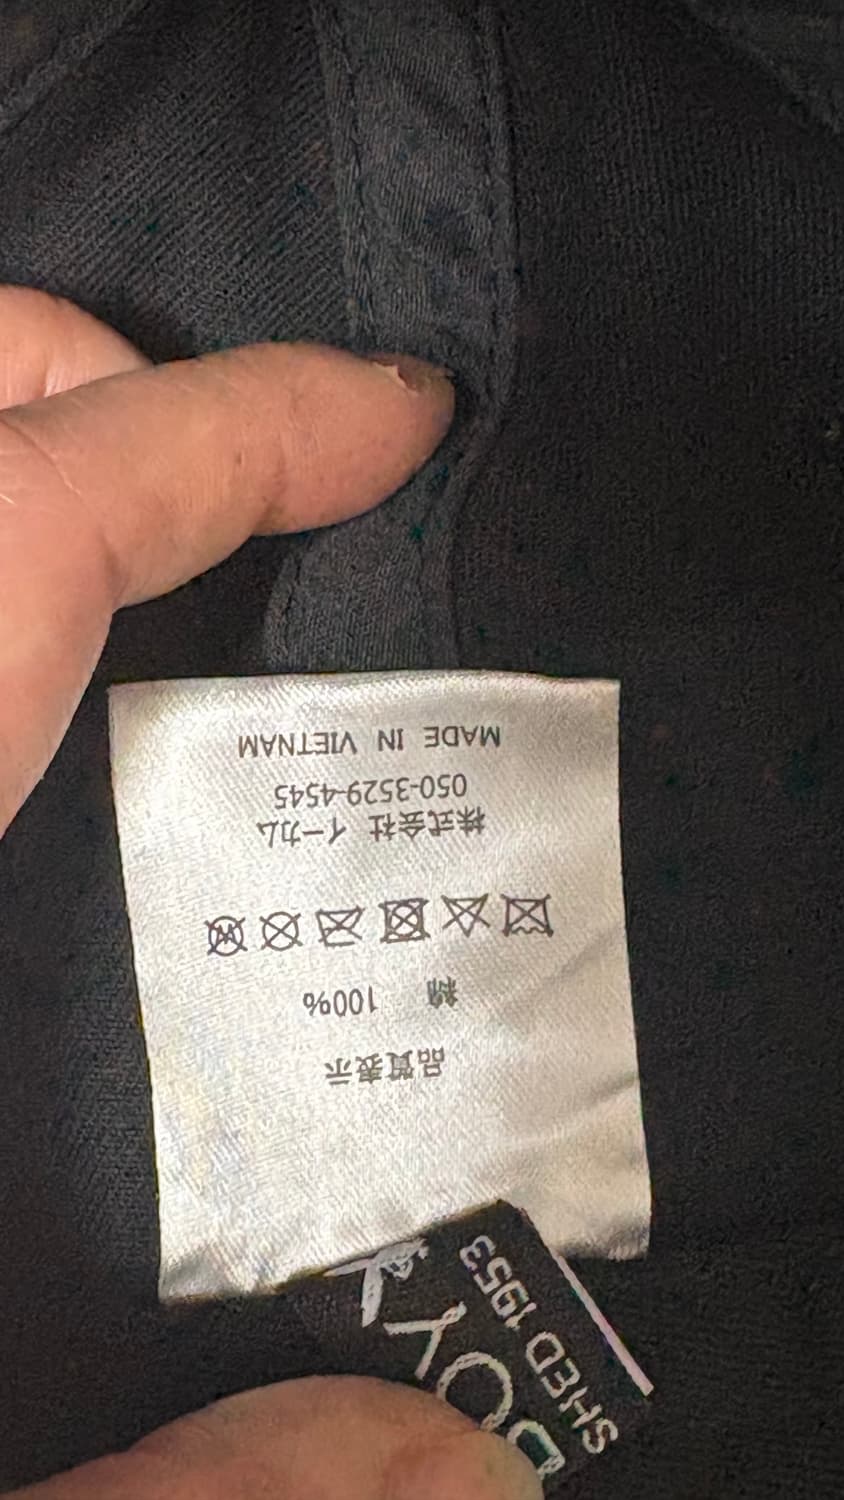 品質表示
綿 100%
株式会社 イーカム
050-3529-4545
MADE IN VIETNAM
SHED 1953